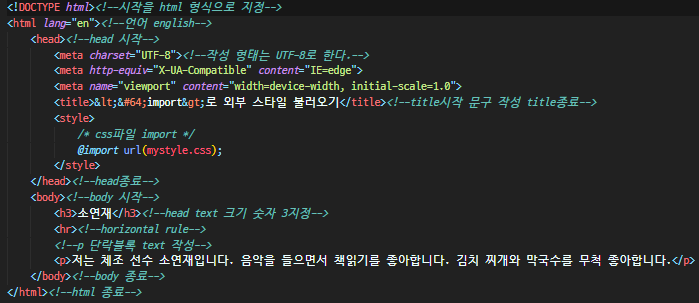 <!DOCTYPE html><!--시작을 html 형식으로 지정-->
<html lang="en"><!--언어 english-->
<head><!--head 시작-->
<meta charset="UTF-8"><!--작성 형태는 UTF-8로 한다.-->
<meta http-equiv="X-UA-Compatible" content="IE=edge">
<meta name="viewport" content="width=device-width, initial-scale=1.0">
<title>&lt;&#64;import&gt;로 외부 스타일 불러오기</title><!--title시작 문구 작성 title종료-->
<style>
/* css파일 import */
@import url(mystyle.css);
</style>
</head><!--head종료-->
<body><!--body 시작-->
<h3>소연재</h3><!--head text 크기 숫자 3지정-->
<hr><!--horizontal rule-->
<!--p 단락블록 text 작성-->
<p>저는 체조 선수 소연재입니다. 음악을 들으면서 책읽기를 좋아합니다. 김치 찌개와 막국수를 무척 좋아합니다.</p>
</body><!--body 종료-->
</html><!--html 종료-->